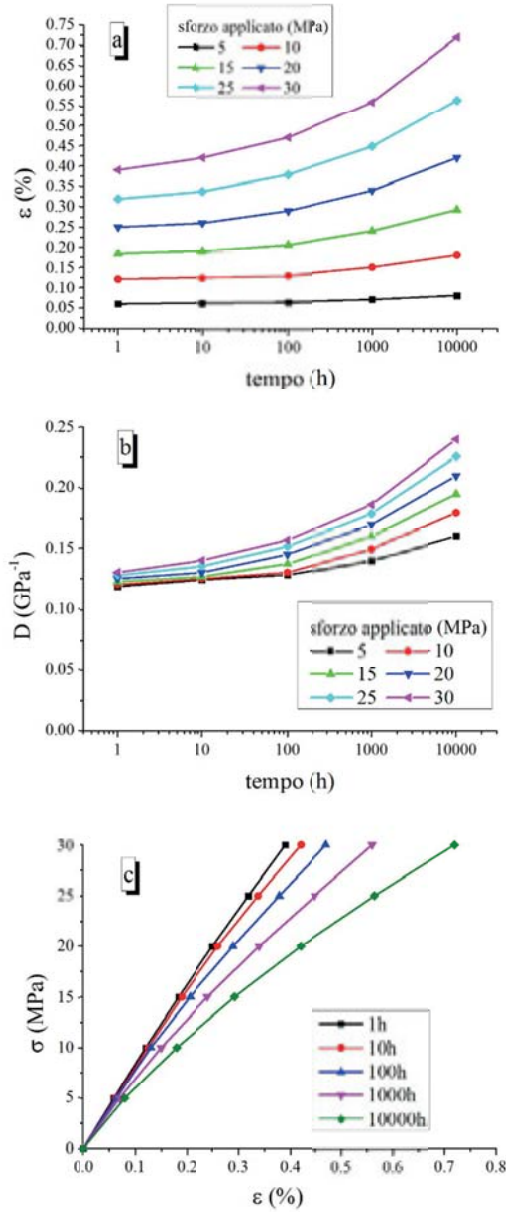 a
sforzo applicato (MPa)
5 10
15 20
25 30
0.75
0.70
0.65
0.60
0.55
0.50
0.45
0.40
0.35
0.30
0.25
0.20
0.15
0.10
0.05
0.00
ε (%)
1 10 100 1000 10000
tempo (h)
b
0.25
0.20
0.15
0.10
0.05
0.00
D (GPa⁻¹)
sforzo applicato (MPa)
5 10
15 20
25 30
1 10 100 1000 10000
tempo (h)
c
30
25
20
15
10
5
0
σ (MPa)
1h
10h
100h
1000h
10000h
0.0 0.1 0.2 0.3 0.4 0.5 0.6 0.7 0.8
ε (%)